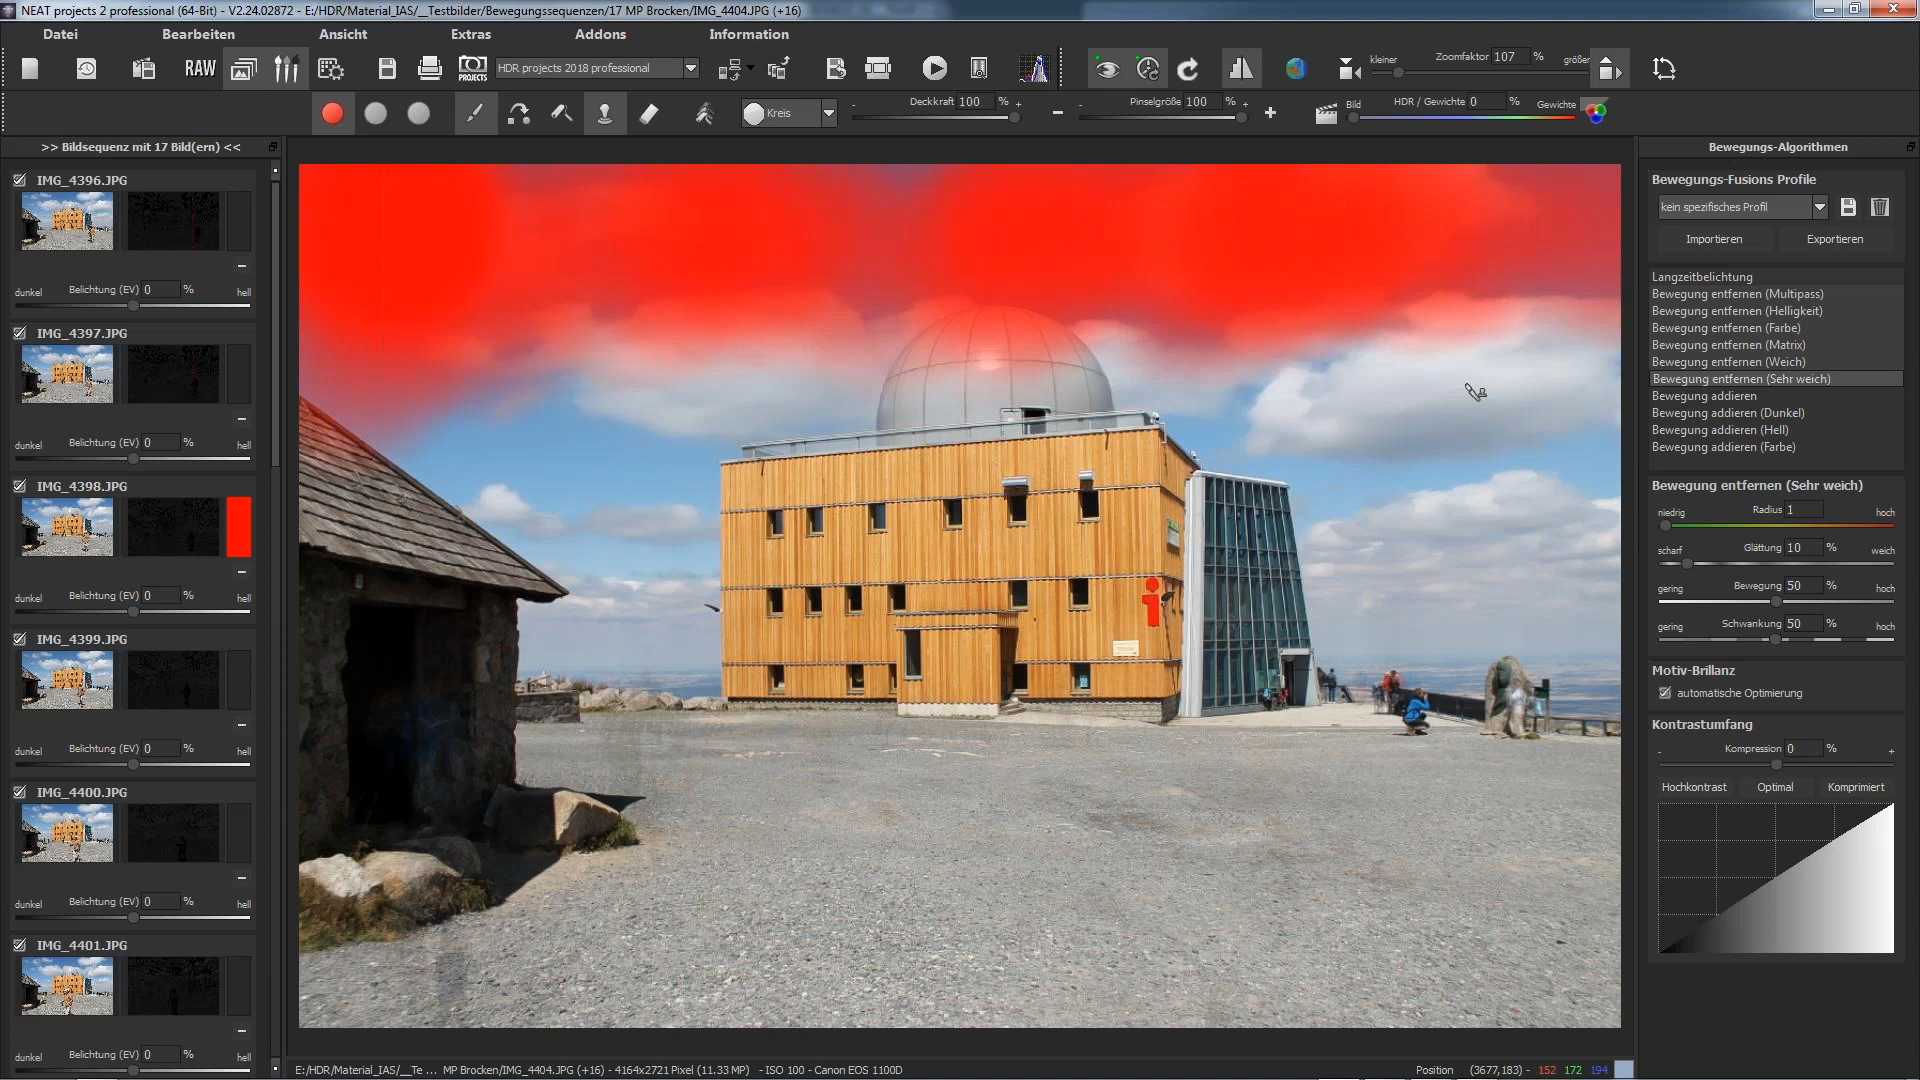 NEAT projects 2 professional (64-Bit) - V2.24.02872 - E:/HDR/Material_IAS/__Testbilder/Bewegungssequenzen/17 MP Brocken/IMG_4404.JPG (+16)
Datei Bearbeiten Ansicht Extras Addons Information
RAW
PROJECTS
HDR projects 2018 professional
kleiner Zoomfaktor 107 % größer
Kreis
- Deckkraft 100 % +
- Pinselgröße 100 % +
Bild HDR / Gewichte 0 % Gewichte
>> Bildsequenz mit 17 Bild(ern) <<
IMG_4396.JPG
dunkel Belichtung (EV) 0 % hell
IMG_4397.JPG
dunkel Belichtung (EV) 0 % hell
IMG_4398.JPG
dunkel Belichtung (EV) 0 % hell
IMG_4399.JPG
dunkel Belichtung (EV) 0 % hell
IMG_4400.JPG
dunkel Belichtung (EV) 0 % hell
IMG_4401.JPG
dunkel Belichtung (EV) 0 % hell
Bewegungs-Algorithmen
Bewegungs-Fusions Profile
kein spezifisches Profil
Importieren Exportieren
Langzeitbelichtung
Bewegung entfernen (Multipass)
Bewegung entfernen (Helligkeit)
Bewegung entfernen (Farbe)
Bewegung entfernen (Matrix)
Bewegung entfernen (Weich)
Bewegung entfernen (Sehr weich)
Bewegung addieren
Bewegung addieren (Dunkel)
Bewegung addieren (Hell)
Bewegung addieren (Farbe)
Bewegung entfernen (Sehr weich)
niedrig Radius 1 hoch
scharf Glättung 10 % weich
gering Bewegung 50 % hoch
gering Schwankung 50 % hoch
Motiv-Brillanz
automatische Optimierung
Kontrastumfang
- Kompression 0 % +
Hochkontrast Optimal Komprimiert
E:/HDR/Material_IAS/__Te ... MP Brocken/IMG_4404.JPG (+16) - 4164x2721 Pixel (11.33 MP) - ISO 100 - Canon EOS 1100D
Position (3677,183) - 152 172 194